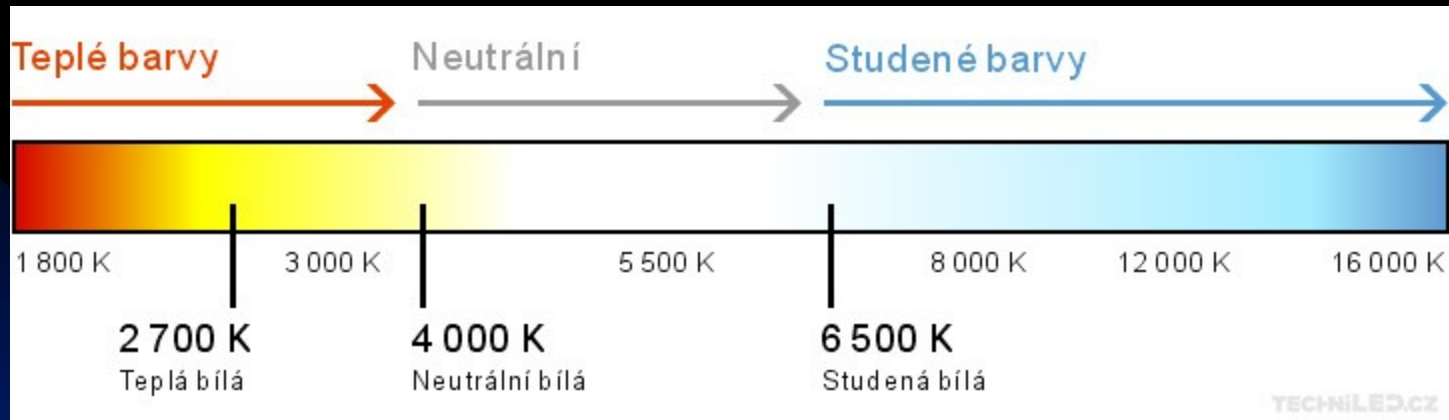 Teplé barvy
Neutrální
Studené barvy
1 800 K
3 000 K
5 500 K
8 000 K
12 000 K
16 000 K
2 700 K
Teplá bílá
4 000 K
Neutrální bílá
6 500 K
Studená bílá
TECHNiLED.CZ